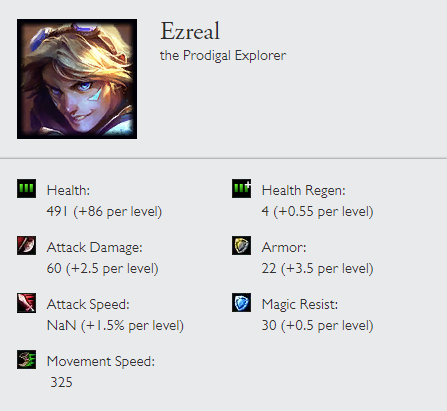 Ezreal
the Prodigal Explorer
Health:
491 (+86 per level)
Health Regen:
4 (+0.55 per level)
Attack Damage:
60 (+2.5 per level)
Armor:
22 (+3.5 per level)
Attack Speed:
NaN (+1.5% per level)
Magic Resist:
30 (+0.5 per level)
Movement Speed:
325